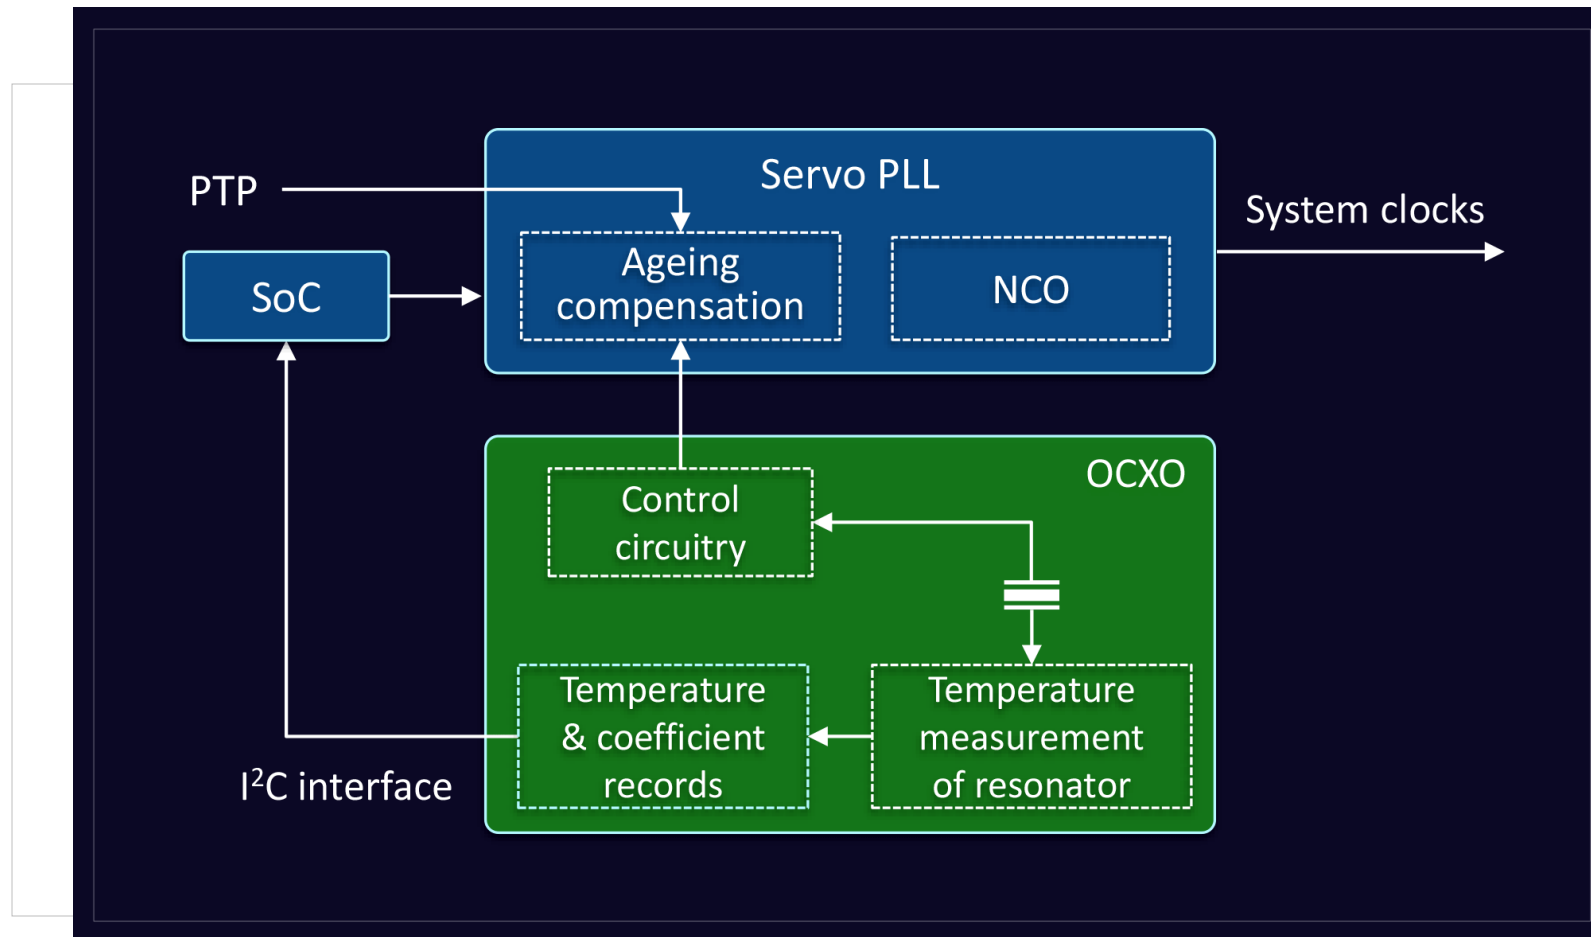 Servo PLL
PTP
System clocks
Ageing
compensation
NCO
SoC
OCXO
Control
circuitry
Temperature
& coefficient
records
Temperature
measurement
of resonator
I²C interface